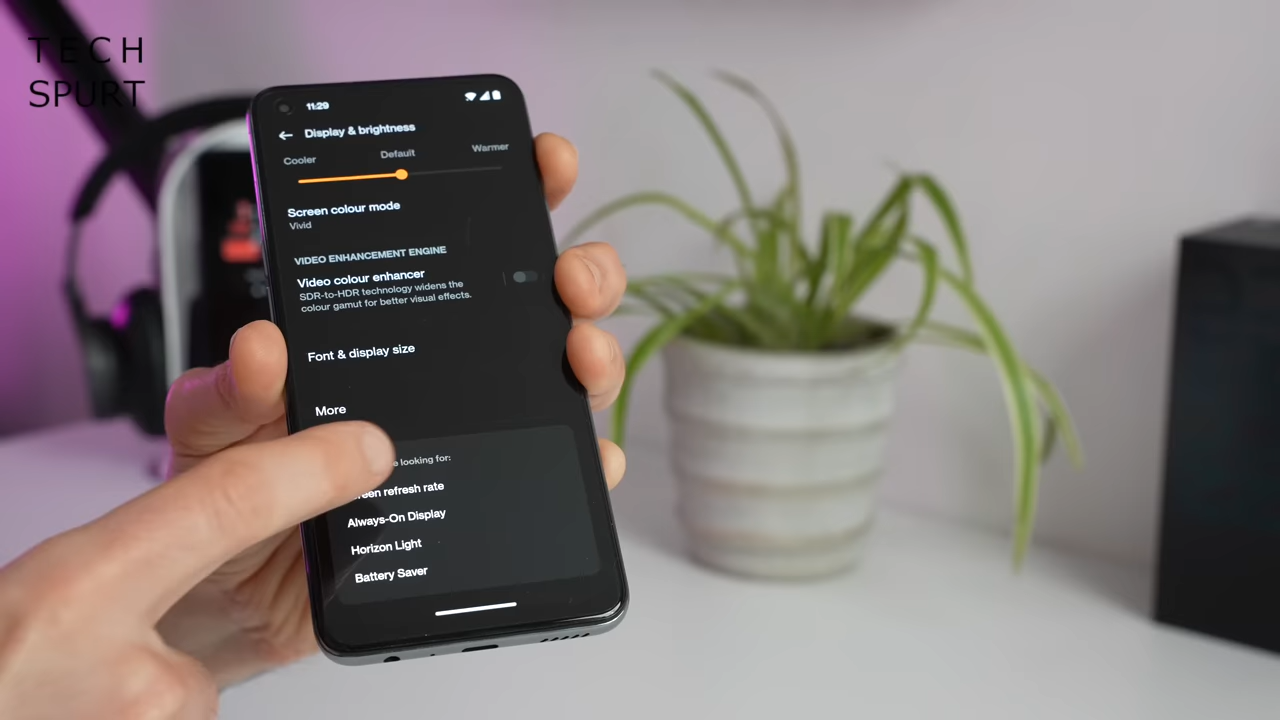 TECH
SPURT
11:29
Display & brightness
Cooler Default Warmer
Screen colour mode
Vivid
VIDEO ENHANCEMENT ENGINE
Video colour enhancer
SDR-to-HDR technology widens the
colour gamut for better visual effects.
Font & display size
More
looking for:
refresh rate
Always-On Display
Horizon Light
Battery Saver